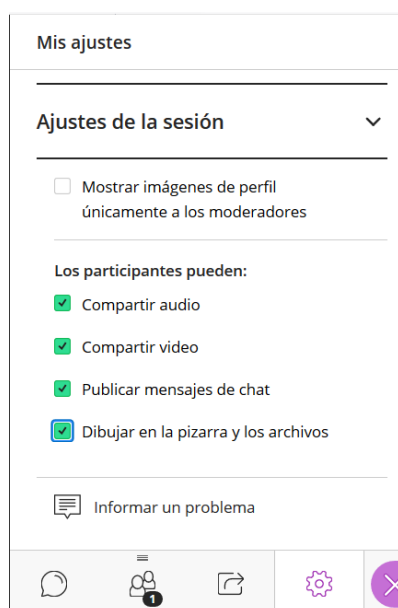 Mis ajustes
Ajustes de la sesión
Mostrar imágenes de perfil
únicamente a los moderadores
Los participantes pueden:
Compartir audio
Compartir video
Publicar mensajes de chat
Dibujar en la pizarra y los archivos
Informar un problema
1